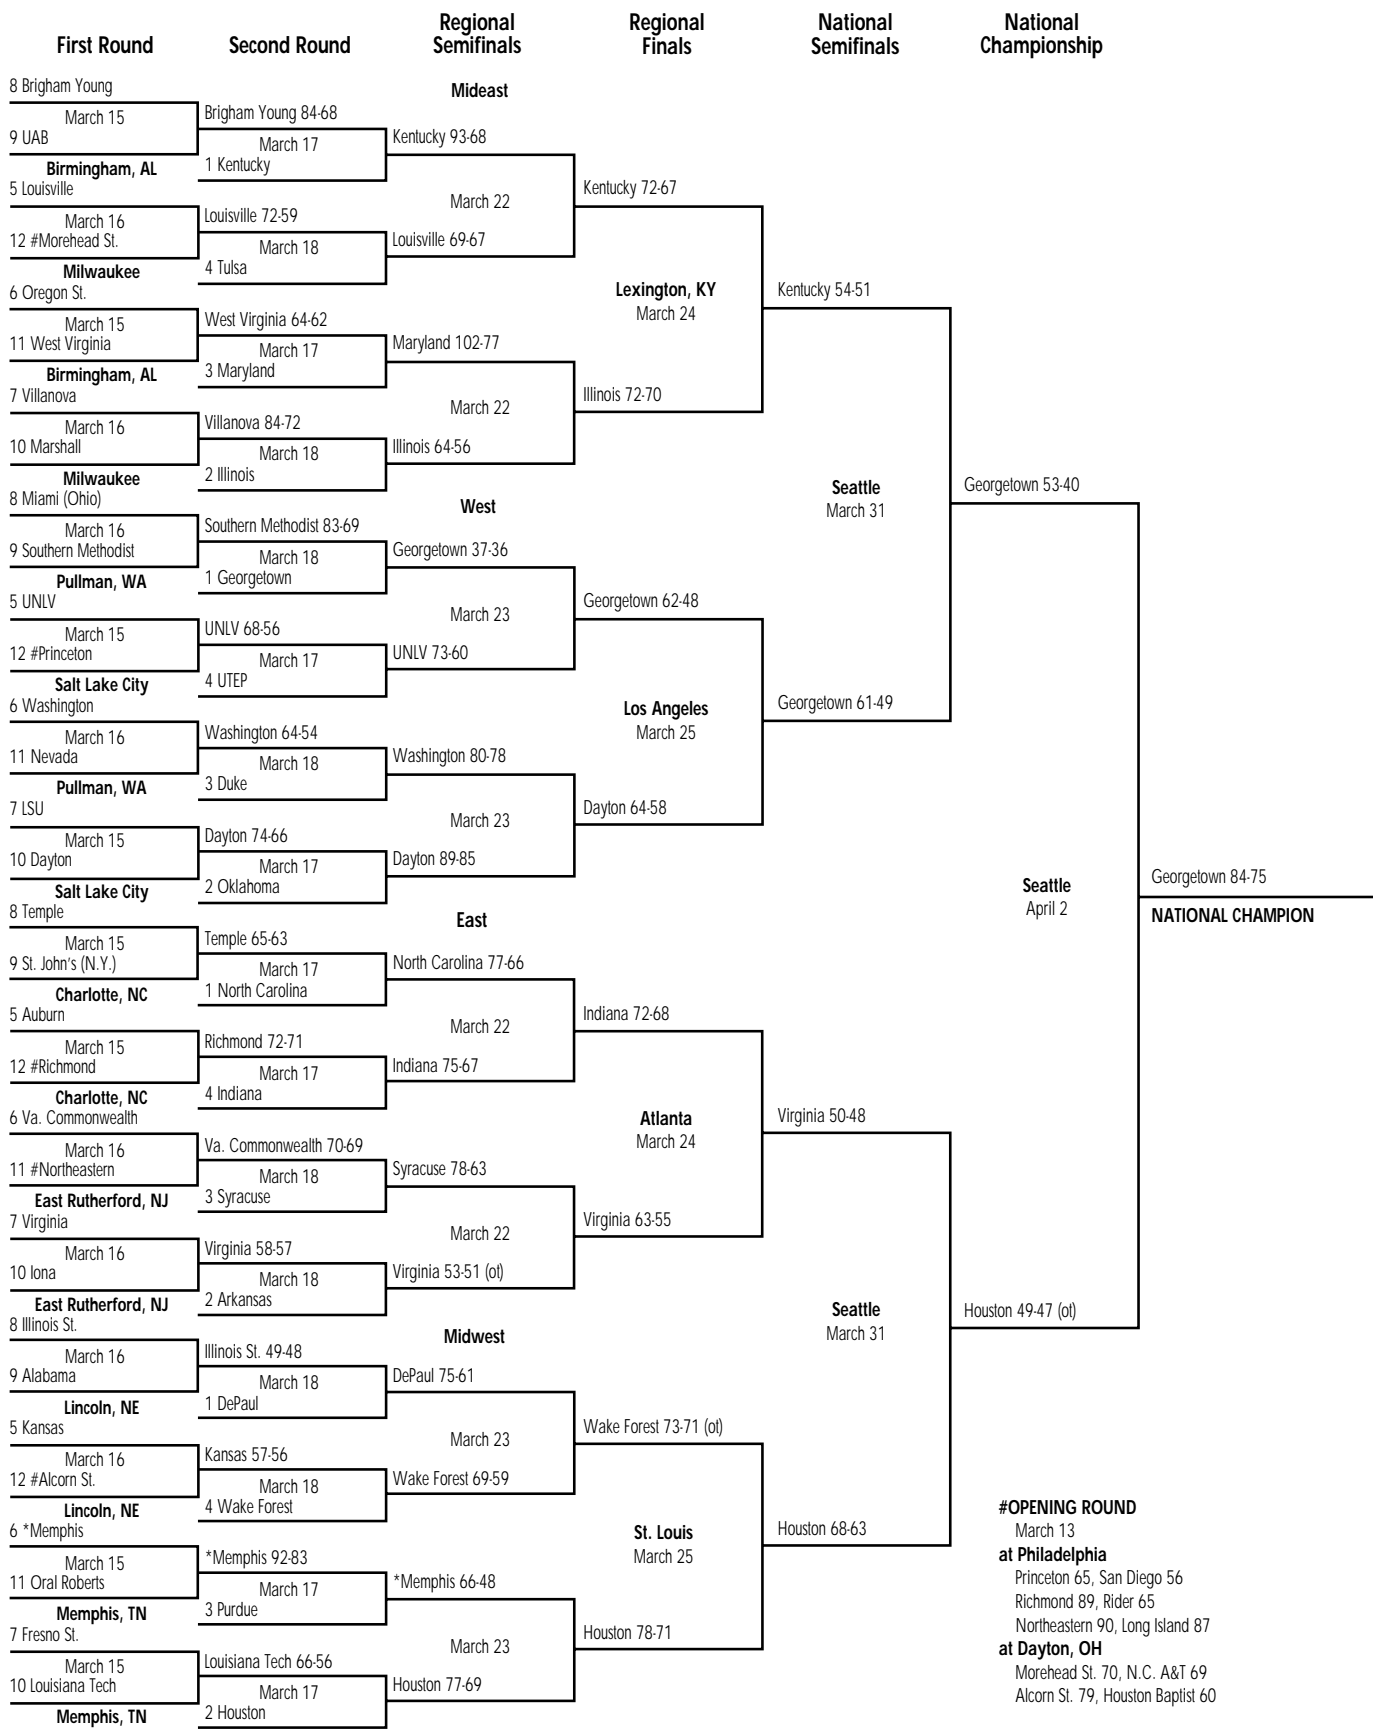 First Round
Second Round
Regional
Semifinals
Regional
Finals
National
Semifinals
National
Championship
Mideast
8 Brigham Young
March 15
9 UAB
Birmingham, AL
5 Louisville
March 16
12 #Morehead St.
Milwaukee
6 Oregon St.
March 15
11 West Virginia
Birmingham, AL
7 Villanova
March 16
10 Marshall
Milwaukee
Brigham Young 84-68
March 17
1 Kentucky
Louisville 72-59
March 18
4 Tulsa
West Virginia 64-62
March 17
3 Maryland
Villanova 84-72
March 18
2 Illinois
Kentucky 93-68
March 22
Louisville 69-67
Maryland 102-77
March 22
Illinois 64-56
Kentucky 72-67
Lexington, KY
March 24
Illinois 72-70
Kentucky 54-51
West
8 Miami (Ohio)
March 16
9 Southern Methodist
Pullman, WA
5 UNLV
March 15
12 #Princeton
Salt Lake City
6 Washington
March 16
11 Nevada
Pullman, WA
7 LSU
March 15
10 Dayton
Salt Lake City
Southern Methodist 83-69
March 18
1 Georgetown
UNLV 68-56
March 17
4 UTEP
Washington 64-54
March 18
3 Duke
Dayton 74-66
March 17
2 Oklahoma
Georgetown 37-36
March 23
UNLV 73-60
Washington 80-78
March 23
Dayton 89-85
Georgetown 62-48
Los Angeles
March 25
Dayton 64-58
Georgetown 61-49
Seattle
March 31
Georgetown 53-40
East
8 Temple
March 15
9 St. John's (N.Y.)
Charlotte, NC
5 Auburn
March 15
12 #Richmond
Charlotte, NC
6 Va. Commonwealth
March 16
11 #Northeastern
East Rutherford, NJ
7 Virginia
March 16
10 Iona
East Rutherford, NJ
Temple 65-63
March 17
1 North Carolina
Richmond 72-71
March 17
4 Indiana
Va. Commonwealth 70-69
March 18
3 Syracuse
Virginia 58-57
March 18
2 Arkansas
North Carolina 77-66
March 22
Indiana 75-67
Syracuse 78-63
March 22
Virginia 53-51 (ot)
Indiana 72-68
Atlanta
March 24
Virginia 63-55
Virginia 50-48
Midwest
8 Illinois St.
March 16
9 Alabama
Lincoln, NE
5 Kansas
March 16
12 #Alcorn St.
Lincoln, NE
6 *Memphis
March 15
11 Oral Roberts
Memphis, TN
7 Fresno St.
March 15
10 Louisiana Tech
Memphis, TN
Illinois St. 49-48
March 18
1 DePaul
Kansas 57-56
March 18
4 Wake Forest
*Memphis 92-83
March 17
3 Purdue
Louisiana Tech 66-56
March 17
2 Houston
DePaul 75-61
March 23
Wake Forest 69-59
*Memphis 66-48
March 23
Houston 77-69
Wake Forest 73-71 (ot)
St. Louis
March 25
Houston 78-71
Houston 68-63
Seattle
March 31
Houston 49-47 (ot)
Seattle
April 2
Georgetown 84-75
NATIONAL CHAMPION
#OPENING ROUND
March 13
at Philadelphia
Princeton 65, San Diego 56
Richmond 89, Rider 65
Northeastern 90, Long Island 87
at Dayton, OH
Morehead St. 70, N.C. A&T 69
Alcorn St. 79, Houston Baptist 60